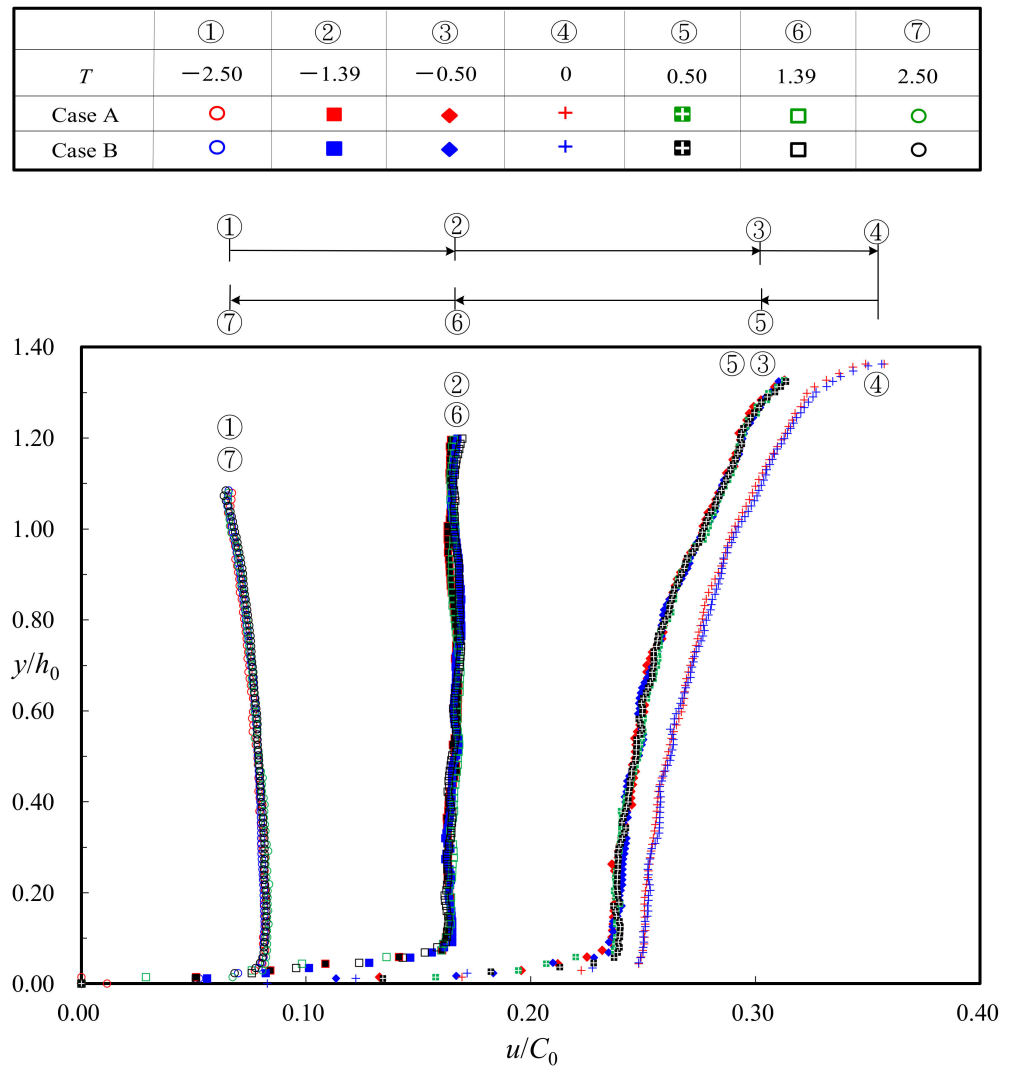 ① ② ③ ④ ⑤ ⑥ ⑦
T −2.50 −1.39 −0.50 0 0.50 1.39 2.50
Case A
Case B
① ② ③ ④
⑦ ⑥ ⑤
1.40
② ⑤ ③ ④
① 1.20 ⑥
⑦
1.00
0.80
y/h₀
0.60
0.40
0.20
0.00
0.00 0.10 0.20 0.30 0.40
u/C₀